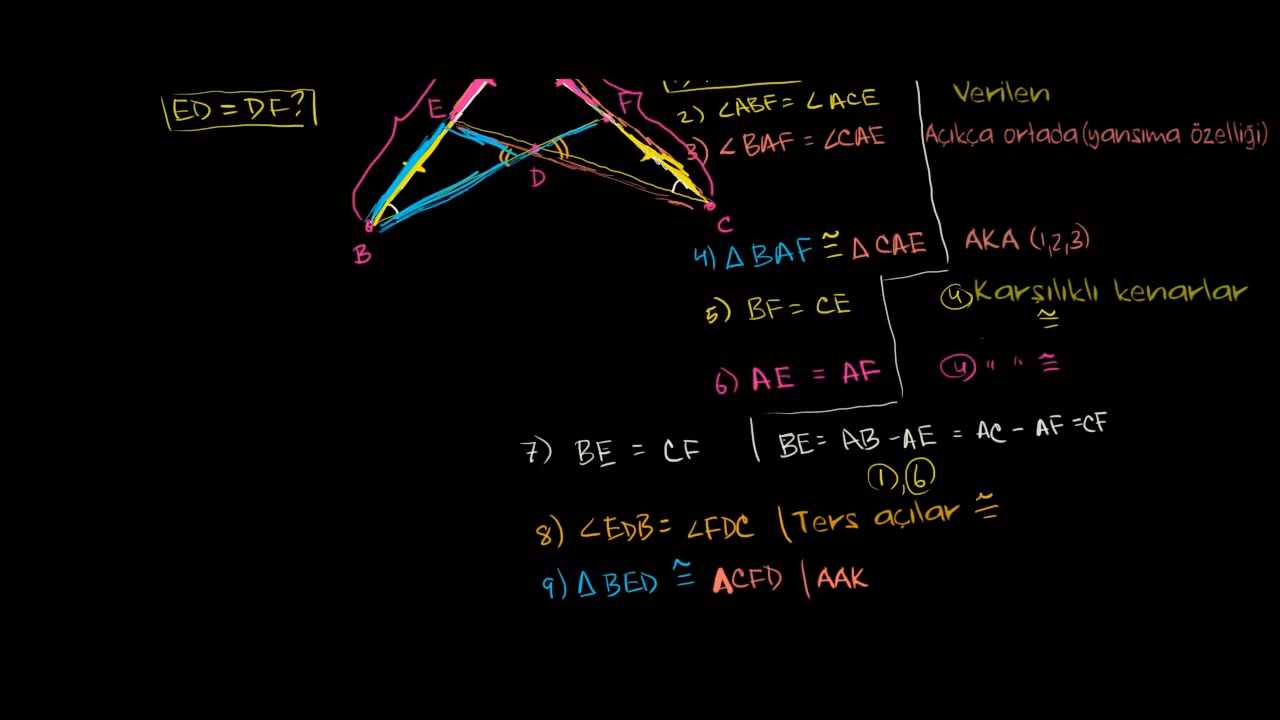 ED = DF?
E
F
D
B
C
2) ∠ABF = ∠ACE
Verilen
3) ∠BAF = ∠CAE
Açıkça ortada (yansıma özelliği)
4) Δ BAF ≅ Δ CAE
AKA (1,2,3)
5) BF = CE
④ Karşılıklı kenarlar ≅
6) AE = AF
④ " " ≅
7) BE = CF | BE = AB - AE = AC - AF = CF
①, ⑥
8) ∠EDB = ∠FDC | Ters açılar ≅
9) Δ BED ≅ ΔCFD | AAK